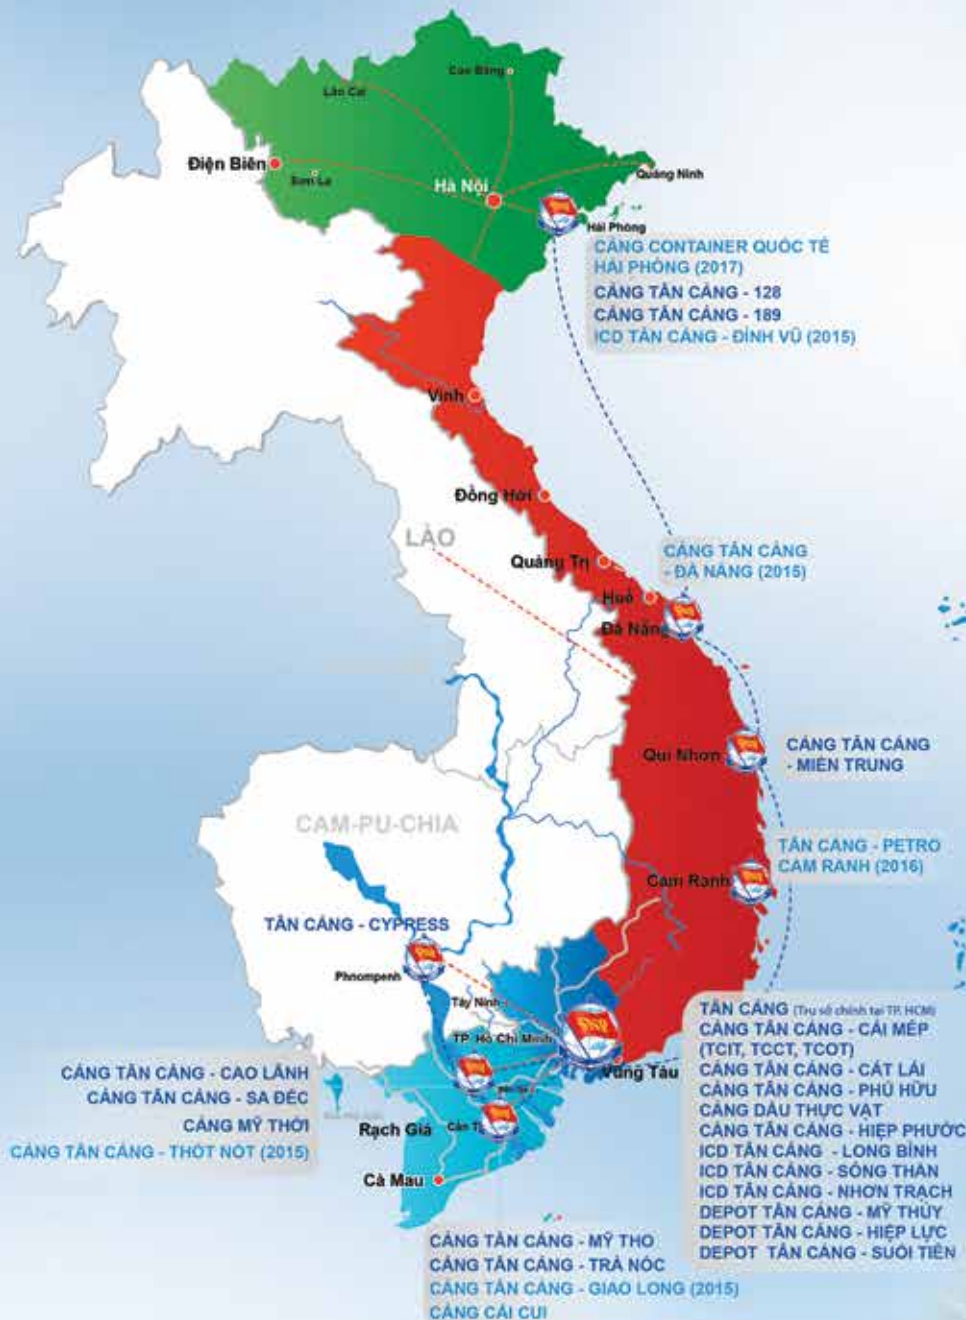 Cao Bằng
Lào Cai
Điện Biên
Sơn La
Hà Nội
Quảng Ninh
Hải Phòng
CẢNG CONTAINER QUỐC TẾ
HẢI PHÒNG (2017)
CẢNG TÂN CẢNG - 128
CẢNG TÂN CẢNG - 189
ICD TÂN CẢNG - ĐÌNH VŨ (2015)
Vinh
Đồng Hới
LÀO
Quảng Trị
CẢNG TÂN CẢNG
- ĐÀ NẴNG (2015)
Huế
Đà Nẵng
Qui Nhơn
CẢNG TÂN CẢNG
- MIỀN TRUNG
CAM-PU-CHIA
TÂN CẢNG - PETRO
CAM RANH (2016)
Cam Ranh
TÂN CẢNG - CYPRESS
Phnompenh
Tây Ninh
TP. Hồ Chí Minh
SNP
Vũng Tàu
TÂN CẢNG (Trụ sở chính tại TP. HCM)
CẢNG TÂN CẢNG - CÁI MÉP
(TCIT, TCCT, TCOT)
CẢNG TÂN CẢNG - CÁT LÁI
CẢNG TÂN CẢNG - PHÚ HỮU
CẢNG DẦU THỰC VẬT
CẢNG TÂN CẢNG - HIỆP PHƯỚC
ICD TÂN CẢNG - LONG BÌNH
ICD TÂN CẢNG - SÓNG THẦN
ICD TÂN CẢNG - NHƠN TRẠCH
DEPOT TÂN CẢNG - MỸ THỦY
DEPOT TÂN CẢNG - HIỆP LỰC
DEPOT TÂN CẢNG - SUỐI TIÊN
CẢNG TÂN CẢNG - CAO LÃNH
CẢNG TÂN CẢNG - SA ĐÉC
CẢNG MỸ THỚI
CẢNG TÂN CẢNG - THỐT NỐT (2015)
Rạch Giá
Cà Mau
CẢNG TÂN CẢNG - MỸ THO
CẢNG TÂN CẢNG - TRÀ NÓC
CẢNG TÂN CẢNG - GIAO LONG (2015)
CẢNG CÁI CUI